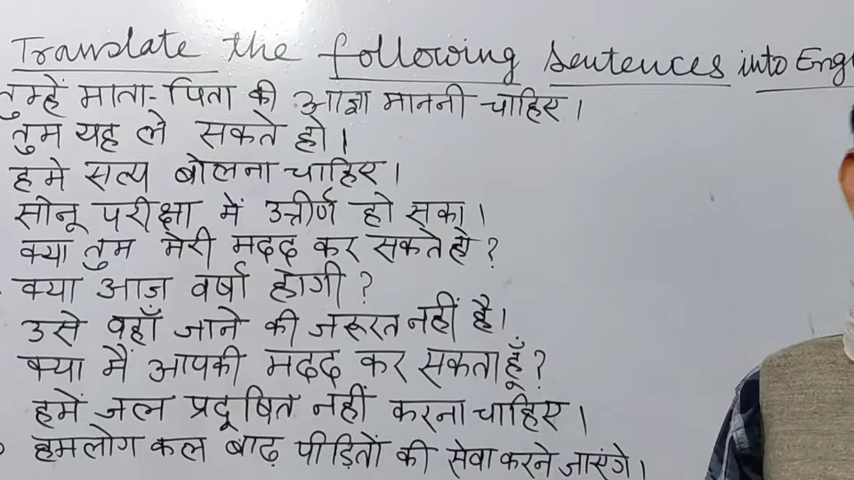 Translate the following sentences into Eng
तुम्हें माता-पिता की आज्ञा माननी चाहिए।
तुम यह ले सकते हो।
हमे सत्य बोलना चाहिए।
सोनू परीक्षा में उत्तीर्ण हो सका।
क्या तुम मेरी मदद कर सकते हो?
क्या आज वर्षा होगी?
उसे वहाँ जाने की जरूरत नहीं है।
क्या मैं आपकी मदद कर सकता हूँ?
हमें जल प्रदूषित नहीं करना चाहिए।
हमलोग कल बाढ़ पीड़ितों की सेवा करने जाएंगे।